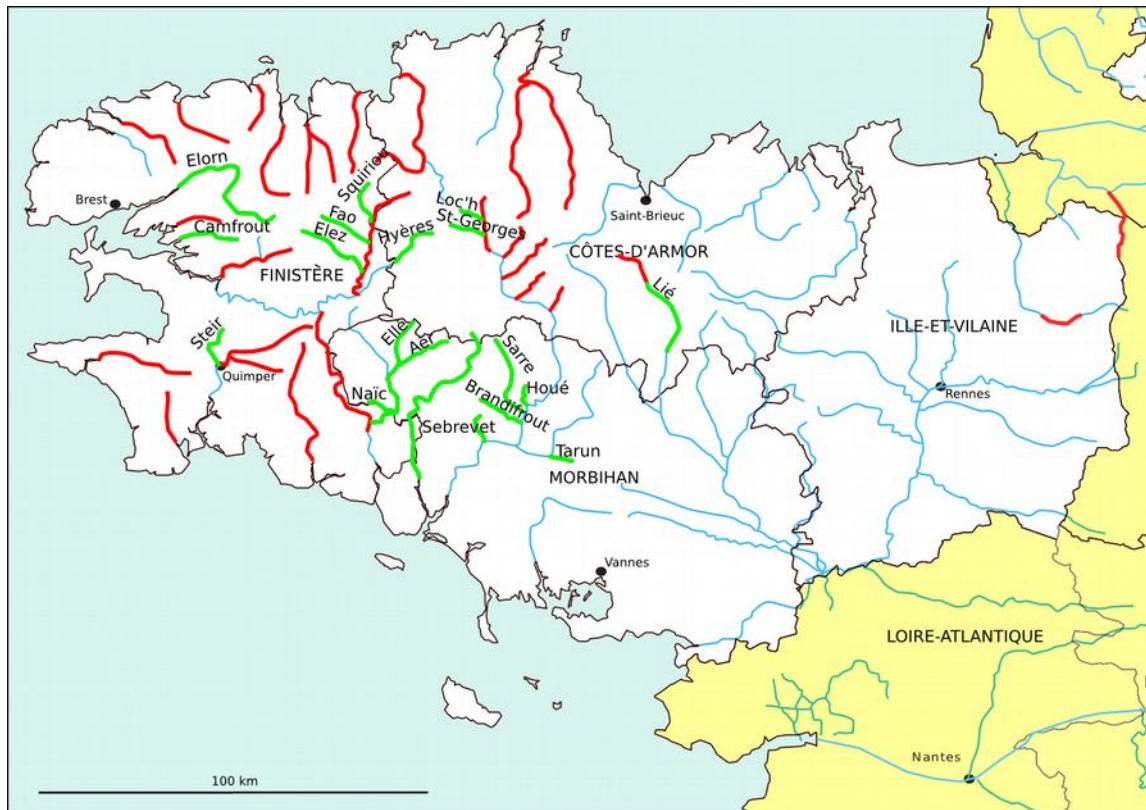 Elorn
Squiriou
Brest
Loc'h
Saint-Brieuc
Camfrout
Fao
St-Georges
Elez
Hyères
CÔTES-D'ARMOR
FINISTÈRE
Lié
ILLE-ET-VILAINE
Steir
Ellé
Aër
Sarre
Quimper
Houé
Rennes
Naïc
Brandifrout
Sebrevet
Tarun
MORBIHAN
Vannes
LOIRE-ATLANTIQUE
Nantes
100 km